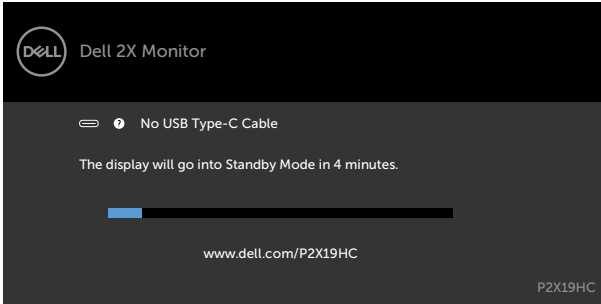 DELL
Dell 2X Monitor
? No USB Type-C Cable
The display will go into Standby Mode in 4 minutes.
www.dell.com/P2X19HC
P2X19HC